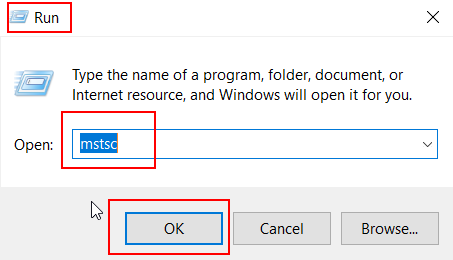 Run
Type the name of a program, folder, document, or
Internet resource, and Windows will open it for you.
Open: mstsc
OK Cancel Browse...